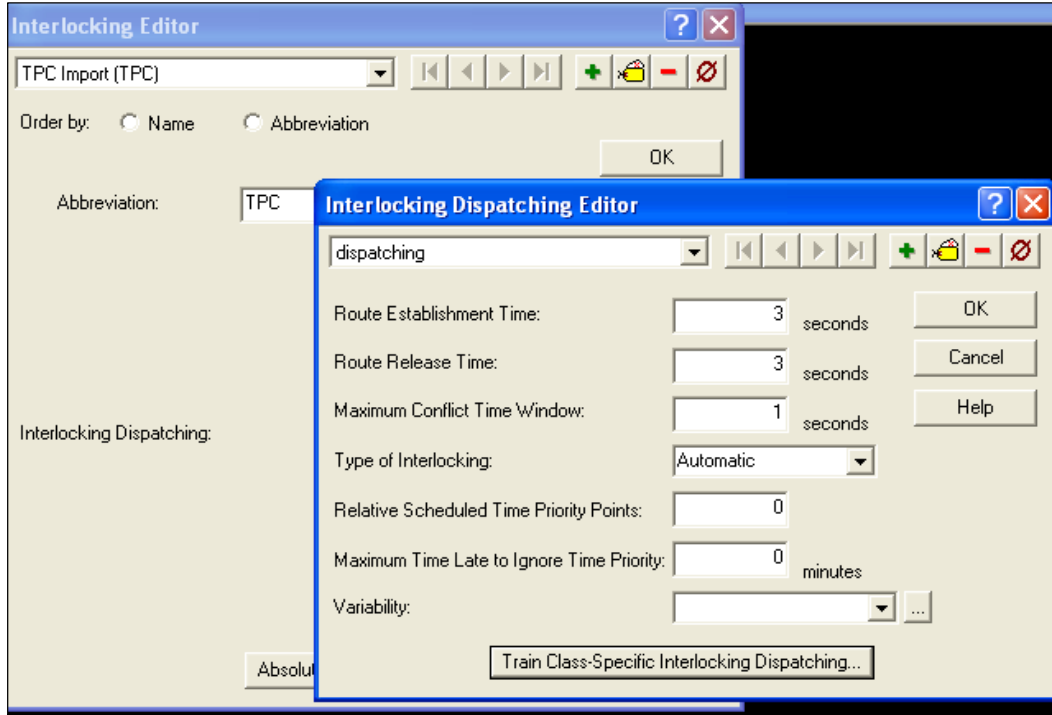 Interlocking Editor
TPC Import (TPC)
Order by: Name Abbreviation
OK
Abbreviation: TPC
Interlocking Dispatching:
Interlocking Dispatching Editor
dispatching
Route Establishment Time: 3 seconds
OK
Route Release Time: 3 seconds
Cancel
Maximum Conflict Time Window: 1 seconds
Help
Type of Interlocking: Automatic
Relative Scheduled Time Priority Points: 0
Maximum Time Late to Ignore Time Priority: 0 minutes
Variability: ...
Train Class-Specific Interlocking Dispatching...